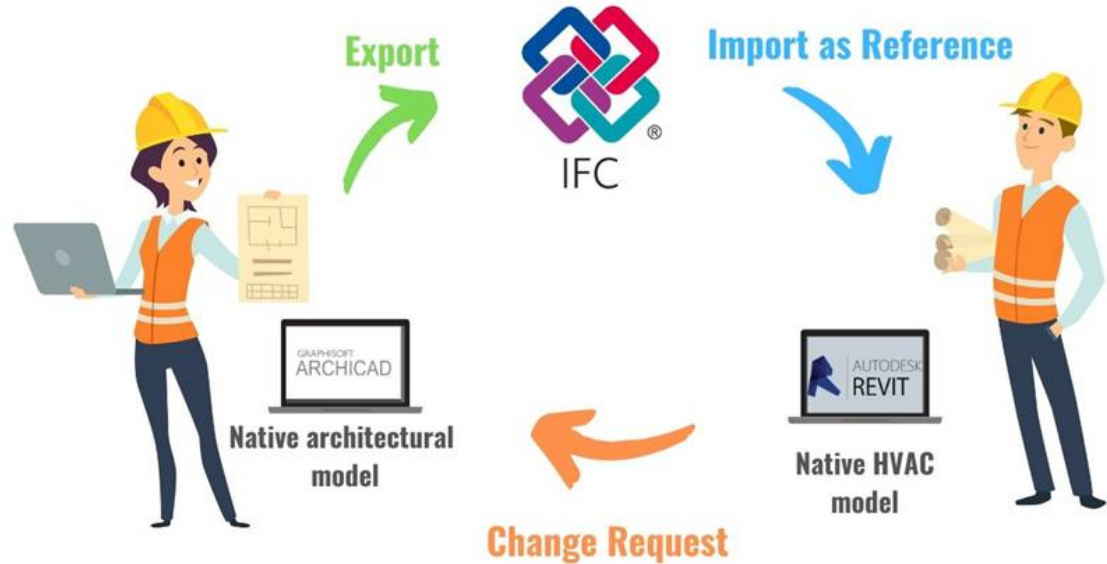 Export
Import as Reference
®
IFC
GRAPHISOFT
ARCHICAD
Native architectural
model
AUTODESK
REVIT
Native HVAC
model
Change Request